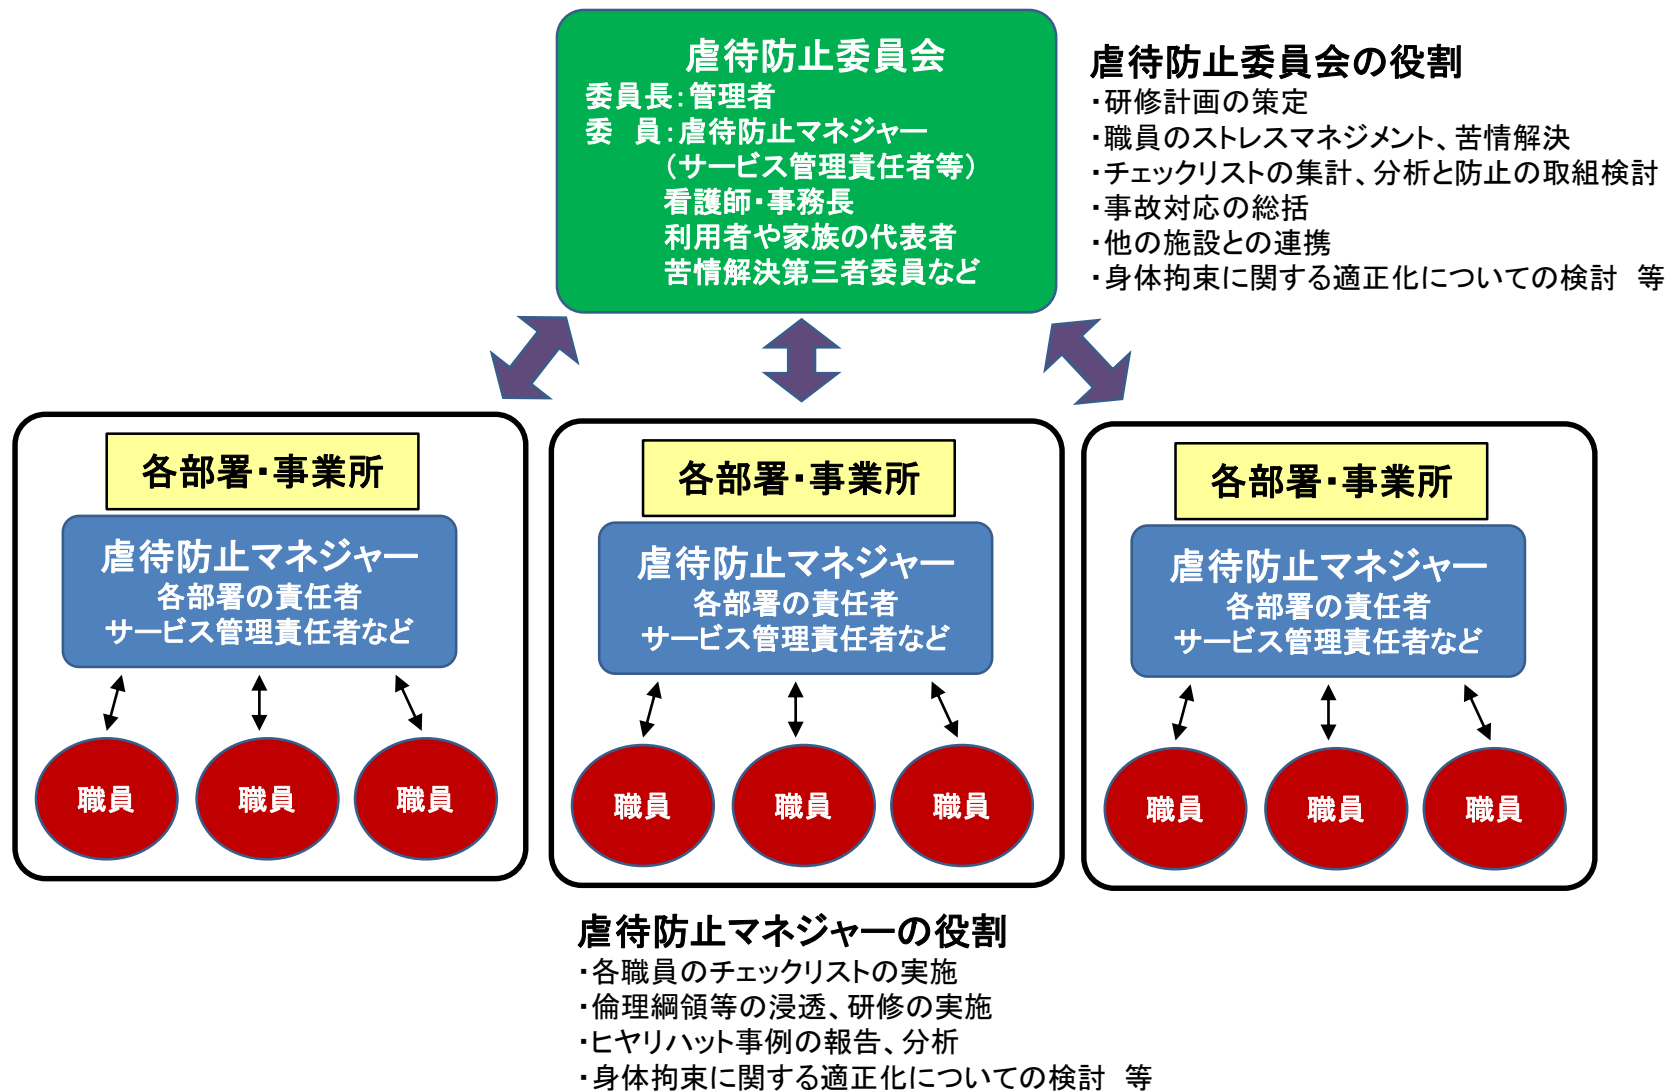 虐待防止委員会
委員長：管理者
委　員：虐待防止マネジャー
（サービス管理責任者等）
看護師・事務長
利用者や家族の代表者
苦情解決第三者委員など
虐待防止委員会の役割
・研修計画の策定
・職員のストレスマネジメント、苦情解決
・チェックリストの集計、分析と防止の取組検討
・事故対応の総括
・他の施設との連携
・身体拘束に関する適正化についての検討　等
各部署・事業所
虐待防止マネジャー
各部署の責任者
サービス管理責任者など
職員
職員
職員
各部署・事業所
虐待防止マネジャー
各部署の責任者
サービス管理責任者など
職員
職員
職員
各部署・事業所
虐待防止マネジャー
各部署の責任者
サービス管理責任者など
職員
職員
職員
虐待防止マネジャーの役割
・各職員のチェックリストの実施
・倫理綱領等の浸透、研修の実施
・ヒヤリハット事例の報告、分析
・身体拘束に関する適正化についての検討　等